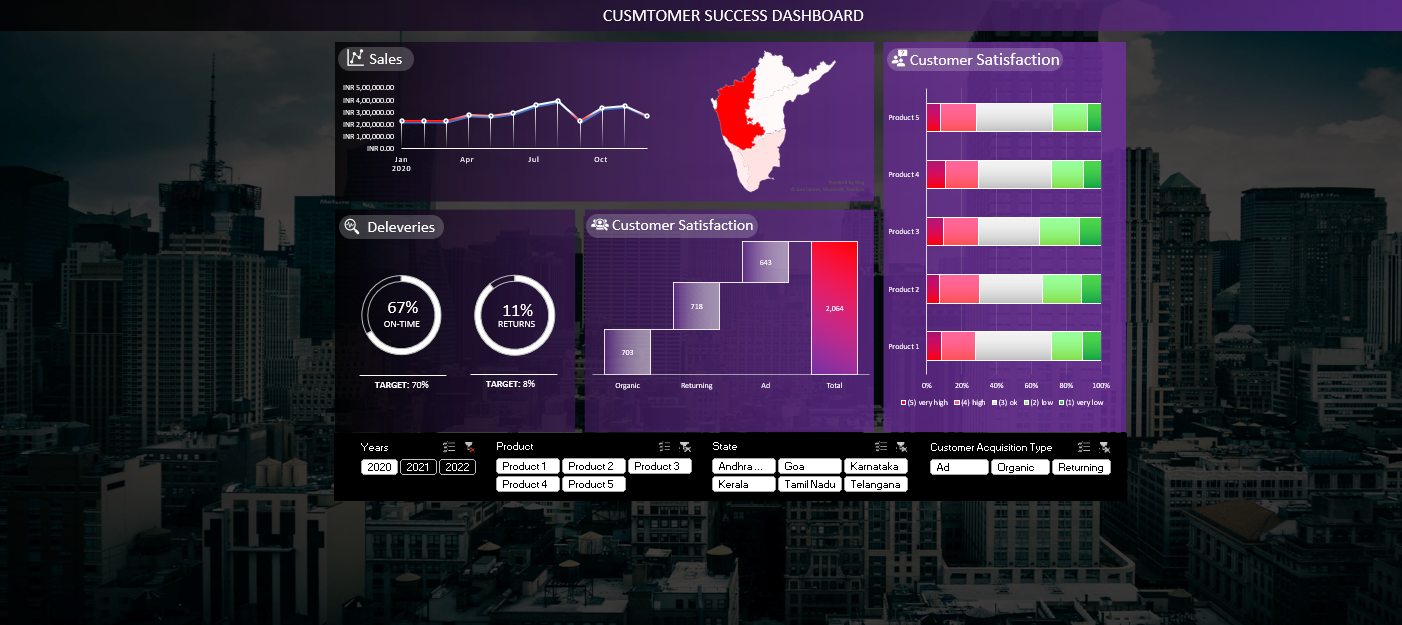 CUSMTOMER SUCCESS DASHBOARD
Sales
INR 5,00,000.00
INR 4,00,000.00
INR 3,00,000.00
INR 2,00,000.00
INR 1,00,000.00
INR 0.00
Jan Apr Jul Oct
2020
Deleveries
67%
ON-TIME
TARGET: 70%
11%
RETURNS
TARGET: 8%
Customer Satisfaction
703
718
643
2,064
Organic Returning Ad Total
Customer Satisfaction
Product 5
Product 4
Product 3
Product 2
Product 1
0% 20% 40% 60% 80% 100%
(5) very high (4) high (3) ok (2) low (1) very low
Years
2020 2021 2022
Product
Product 1 Product 2 Product 3
Product 4 Product 5
State
Andhra ... Goa Karnataka
Kerala Tamil Nadu Telangana
Customer Acquisition Type
Ad Organic Returning